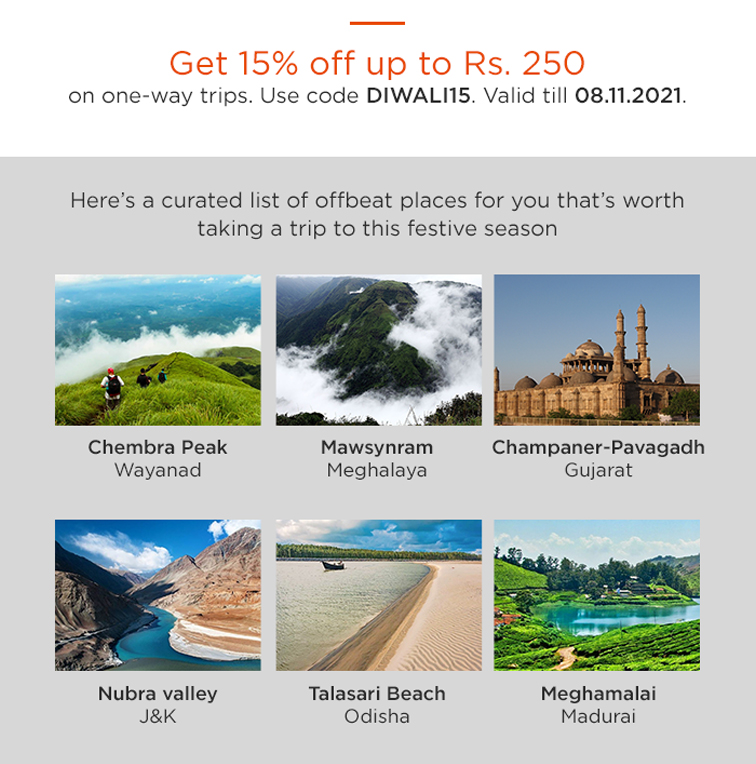 Get 15% off up to Rs. 250
on one-way trips. Use code DIWALI15. Valid till 08.11.2021.
Here’s a curated list of offbeat places for you that’s worth
taking a trip to this festive season
Chembra Peak
Wayanad
Mawsynram
Meghalaya
Champaner-Pavagadh
Gujarat
Nubra valley
J&K
Talasari Beach
Odisha
Meghamalai
Madurai